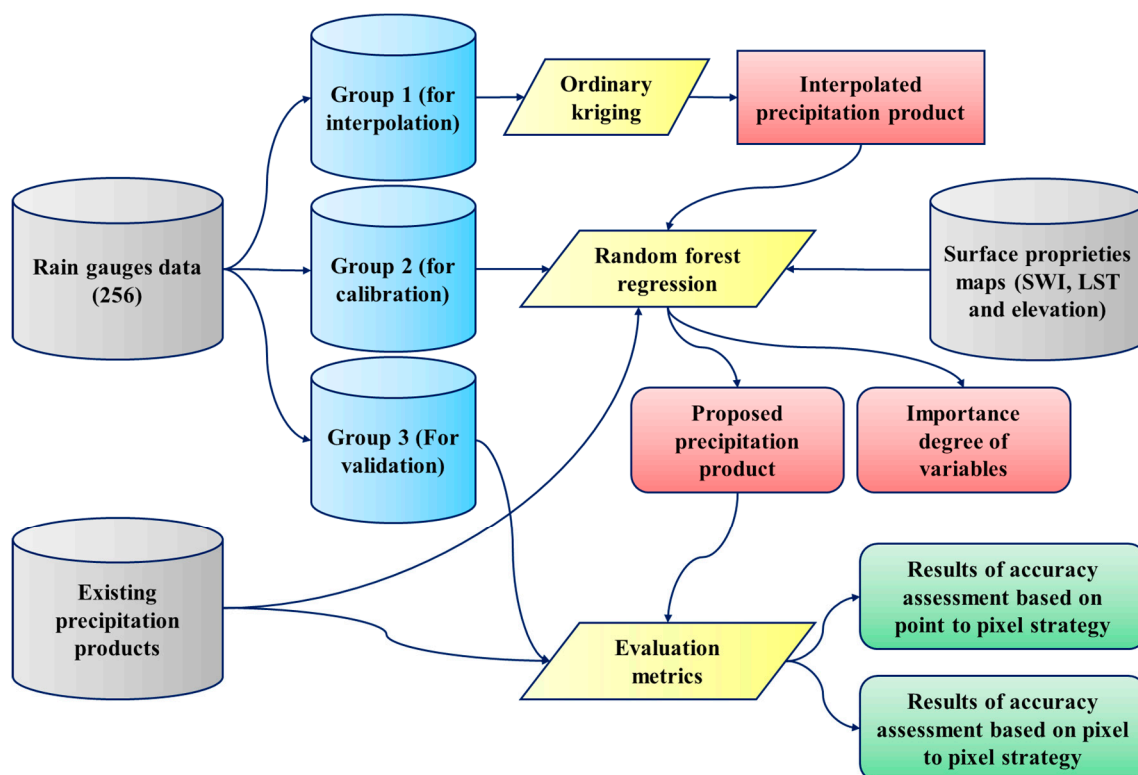 Group 1 (for
interpolation)
Ordinary
kriging
Interpolated
precipitation product
Rain gauges data
(256)
Group 2 (for
calibration)
Random forest
regression
Surface proprieties
maps (SWI, LST
and elevation)
Group 3 (For
validation)
Proposed
precipitation
product
Importance
degree of
variables
Existing
precipitation
products
Evaluation
metrics
Results of accuracy
assessment based on
point to pixel strategy
Results of accuracy
assessment based on pixel
to pixel strategy